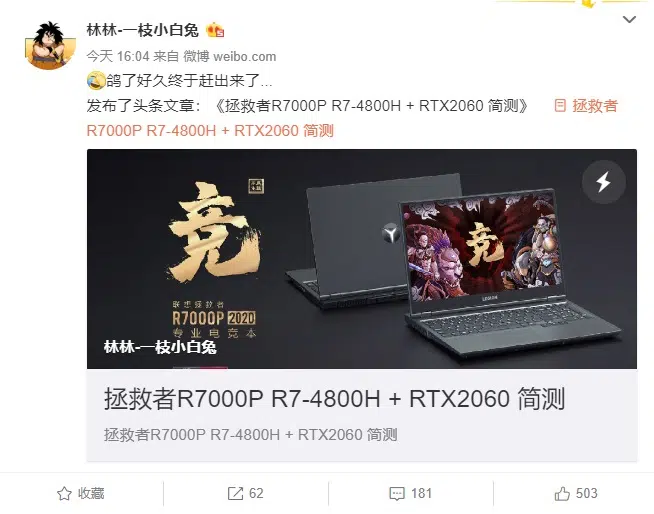 林林-一枝小白兔
今天 16:04 来自 微博 weibo.com
鸽了好久终于赶出来了...
发布了头条文章：《拯救者R7000P R7-4800H + RTX2060 简测》 拯救者
R7000P R7-4800H + RTX2060 简测
竞
竞
LEGION
联想拯救者
R7000P 2020
专业电竞本
林林-一枝小白兔
拯救者R7000P R7-4800H + RTX2060 简测
拯救者R7000P R7-4800H + RTX2060 简测
收藏 62 181 503